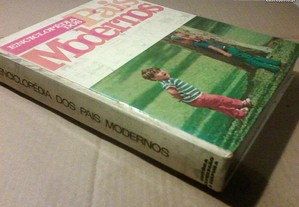 ENCICLOPÉDIA
DOS
Pais
Modernos
ENCICLOPÉDIA DOS PAIS MODERNOS